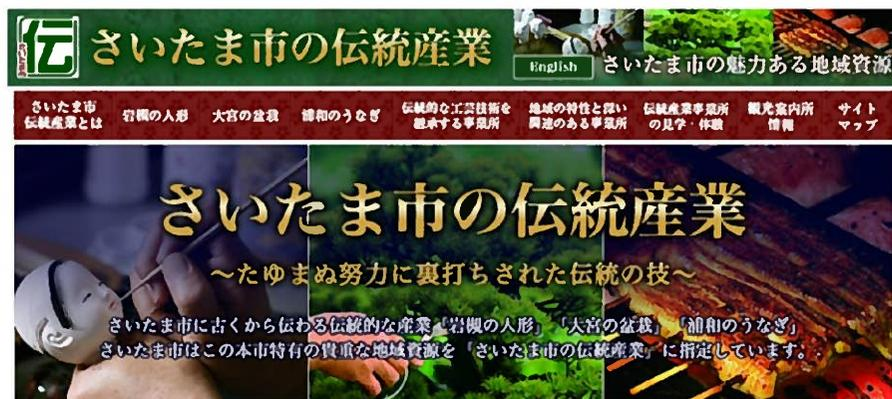 伝
さいたま市の伝統産業
English
さいたま市の魅力ある地域資源
さいたま市
伝統産業とは
岩槻の人形
大宮の盆栽
浦和のうなぎ
伝統的な工芸技術を
継承する事業所
地域の特性と深い
関連のある事業所
伝統産業事業所
の見学・体験
観光案内所
情報
サイト
マップ
さいたま市の伝統産業
〜たゆまぬ努力に裏打ちされた伝統の技〜
さいたま市に古くから伝わる伝統的な産業「岩槻の人形」「大宮の盆栽」「浦和のうなぎ」
さいたま市はこの本市特有の貴重な地域資源を「さいたま市の伝統産業」に指定しています。